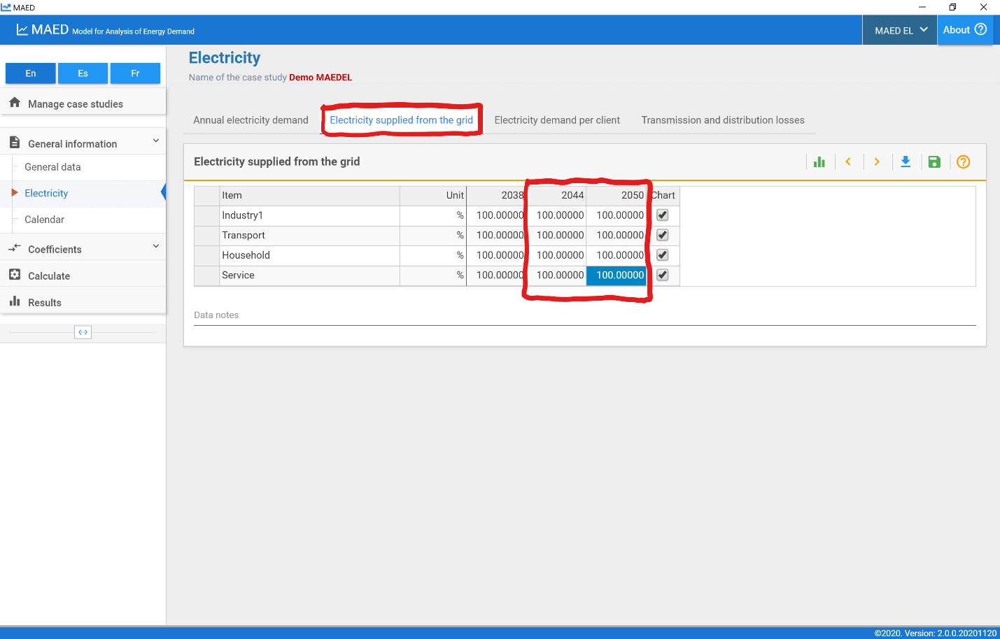 MAED
MAED Model for Analysis of Energy Demand
MAED EL
About
Electricity
Name of the case study Demo MAEDEL
En Es Fr
Manage case studies
General information
General data
Electricity
Calendar
Coefficients
Calculate
Results
Annual electricity demand Electricity supplied from the grid Electricity demand per client Transmission and distribution losses
Electricity supplied from the grid
Item Unit 2038 2044 2050 Chart
Industry1 % 100.00000 100.00000 100.00000
Transport % 100.00000 100.00000 100.00000
Household % 100.00000 100.00000 100.00000
Service % 100.00000 100.00000 100.00000
Data notes
©2020. Version: 2.0.0.20201120